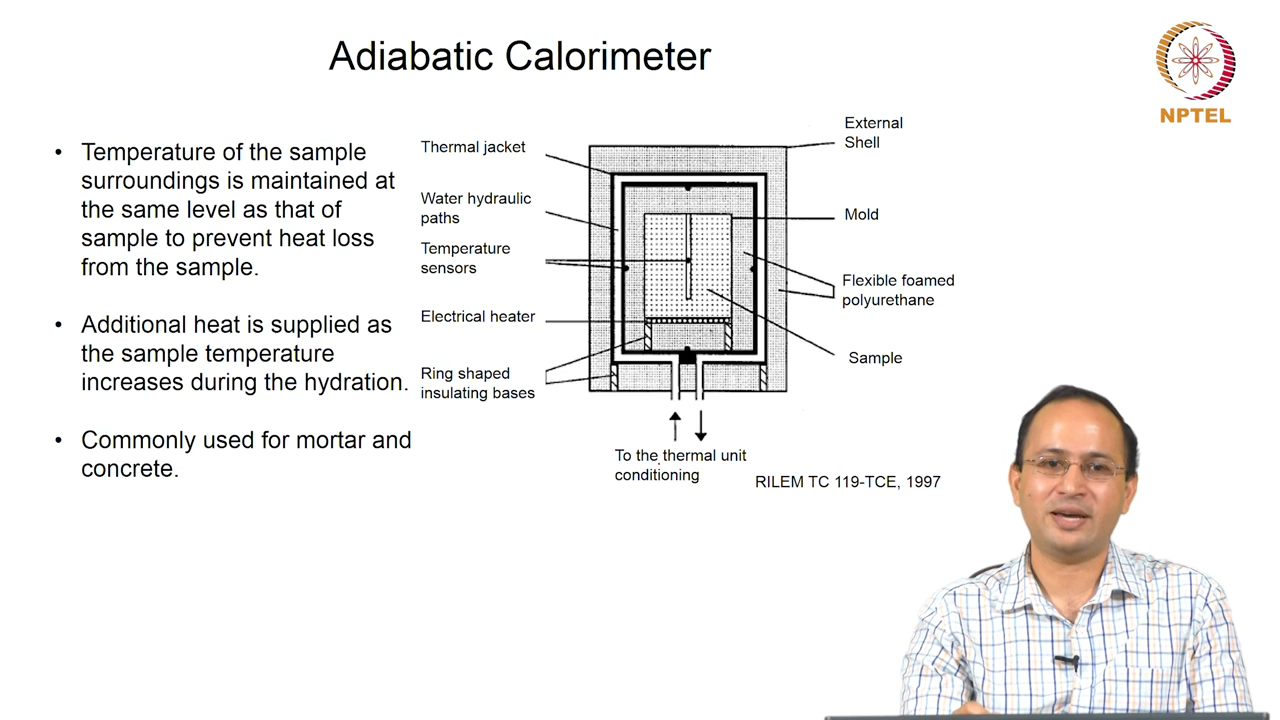 Adiabatic Calorimeter
NPTEL
• Temperature of the sample
surroundings is maintained at
the same level as that of
sample to prevent heat loss
from the sample.
• Additional heat is supplied as
the sample temperature
increases during the hydration.
• Commonly used for mortar and
concrete.
Thermal jacket
Water hydraulic
paths
Temperature
sensors
Electrical heater
Ring shaped
insulating bases
External
Shell
Mold
Flexible foamed
polyurethane
Sample
To the thermal unit
conditioning
RILEM TC 119-TCE, 1997